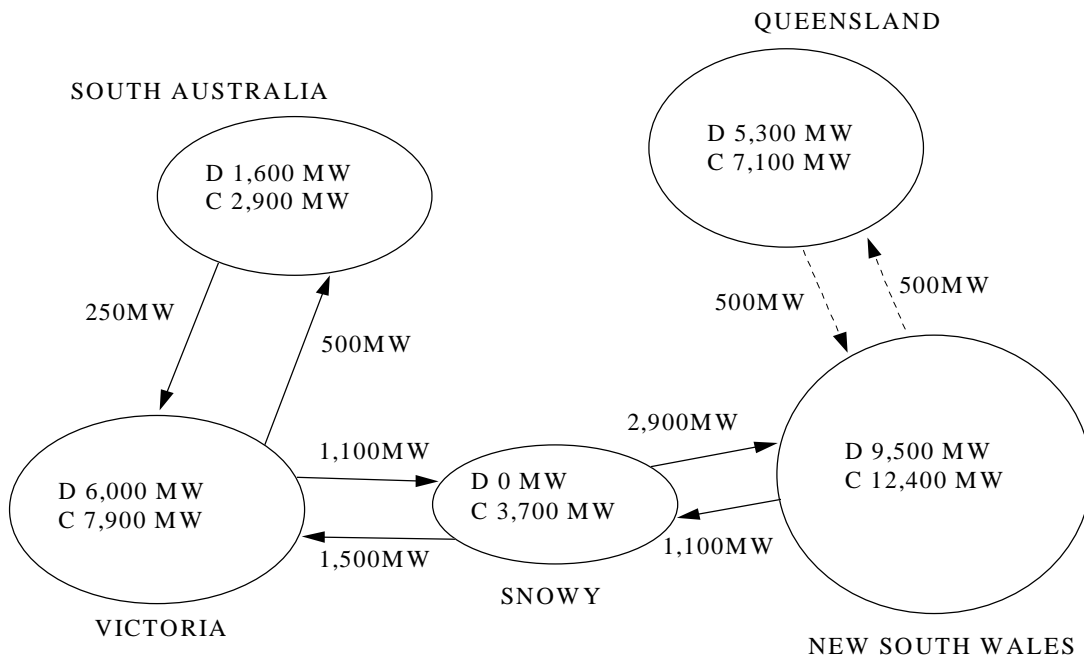 QUEENSLAND
SOUTH AUSTRALIA
D 5,300 MW
C 7,100 MW
D 1,600 MW
C 2,900 MW
250MW
500MW
500MW
500MW
2,900MW
1,100MW
D 9,500 MW
C 12,400 MW
D 6,000 MW
C 7,900 MW
D 0 MW
C 3,700 MW
1,100MW
1,500MW
SNOWY
VICTORIA
NEW SOUTH WALES